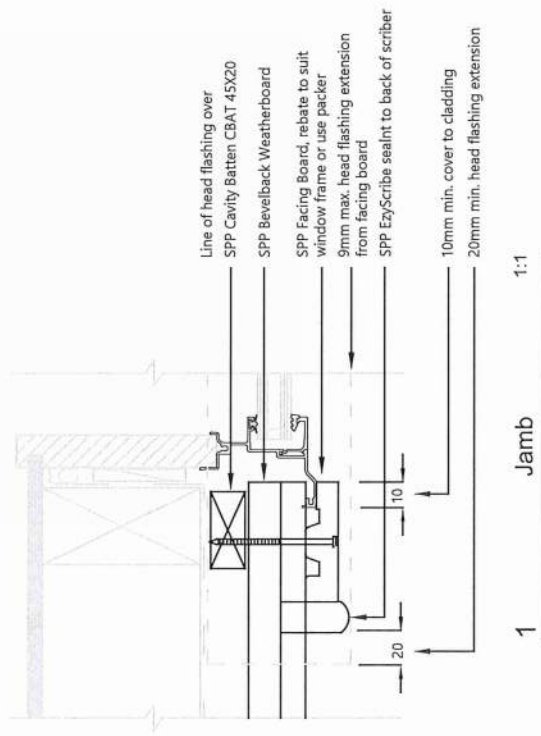 Line of head flashing over
SPP Cavity Batten CBAT 45X20
SPP Bevelback Weatherboard
SPP Facing Board, rebate to suit
window frame or use packer
9mm max. head flashing extension
from facing board
SPP EzyScribe sealnt to back of scriber
10mm min. cover to cladding
20mm min. head flashing extension
20
10
1
Jamb
1:1